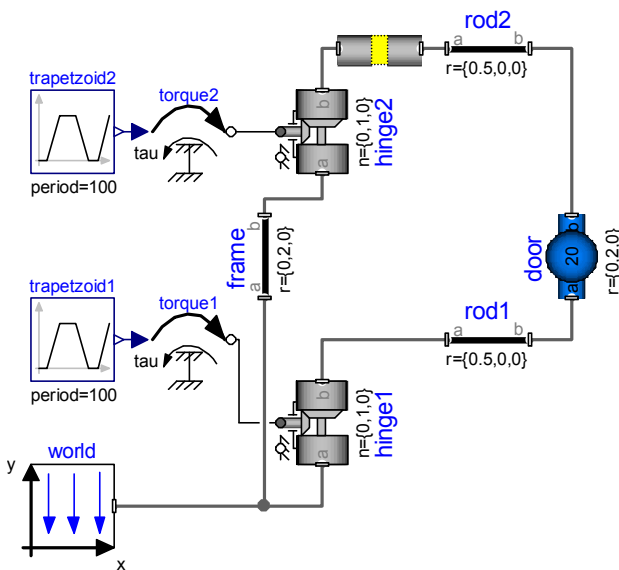 rod2
a b
r={0.5,0,0}
trapetzoid2
torque2
tau
period=100
b
a
n={0,1,0}
hinge2
frame
b
a
r={0,2,0}
door
b
20
a
r={0.2.0}
trapetzoid1
torque1
tau
period=100
rod1
a b
r={0.5,0,0}
b
a
n={0,1,0}
hinge1
world
y
x